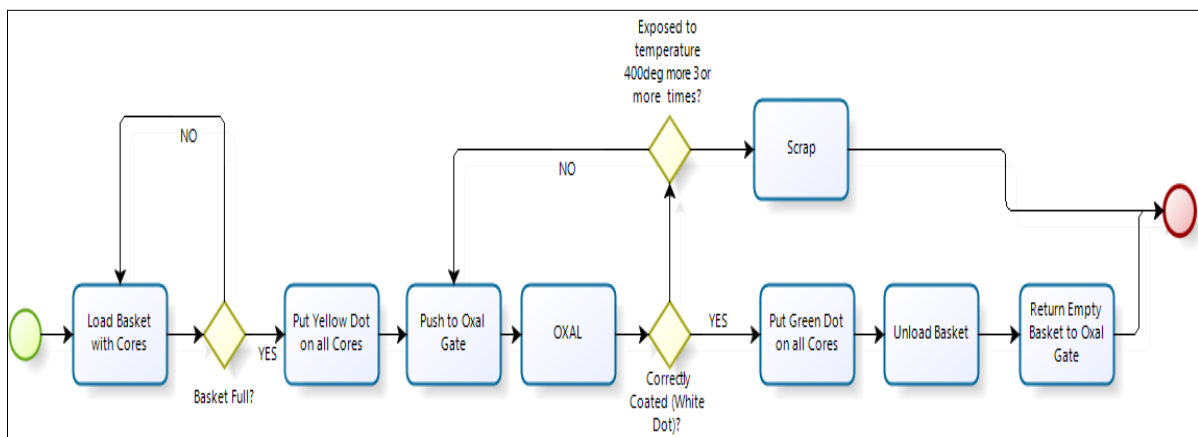 Exposed to
temperature
400deg more 3 or
more times?
NO
Scrap
NO
Load Basket
with Cores
YES
Basket Full?
Put Yellow Dot
on all Cores
Push to Oxal
Gate
OXAL
YES
Correctly
Coated (White
Dot)?
Put Green Dot
on all Cores
Unload Basket
Return Empty
Basket to Oxal
Gate